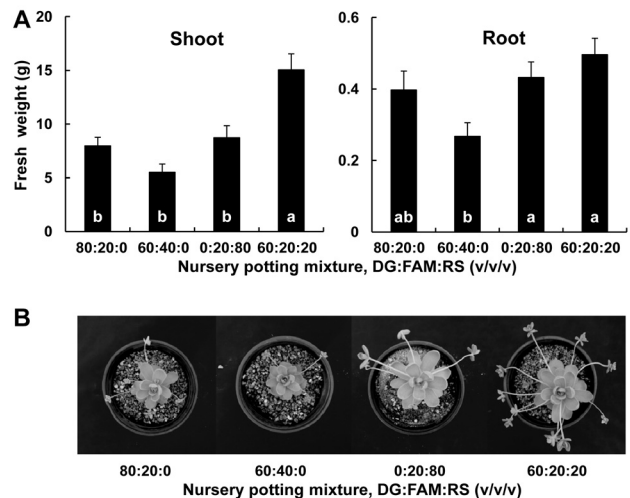 A
Shoot
Root
Fresh weight (g)
20
15
10
5
0
0.6
0.4
0.2
0
b b b a
ab b a a
80:20:0 60:40:0 0:20:80 60:20:20
80:20:0 60:40:0 0:20:80 60:20:20
Nursery potting mixture, DG:FAM:RS (v/v/v)
B
80:20:0 60:40:0 0:20:80 60:20:20
Nursery potting mixture, DG:FAM:RS (v/v/v)